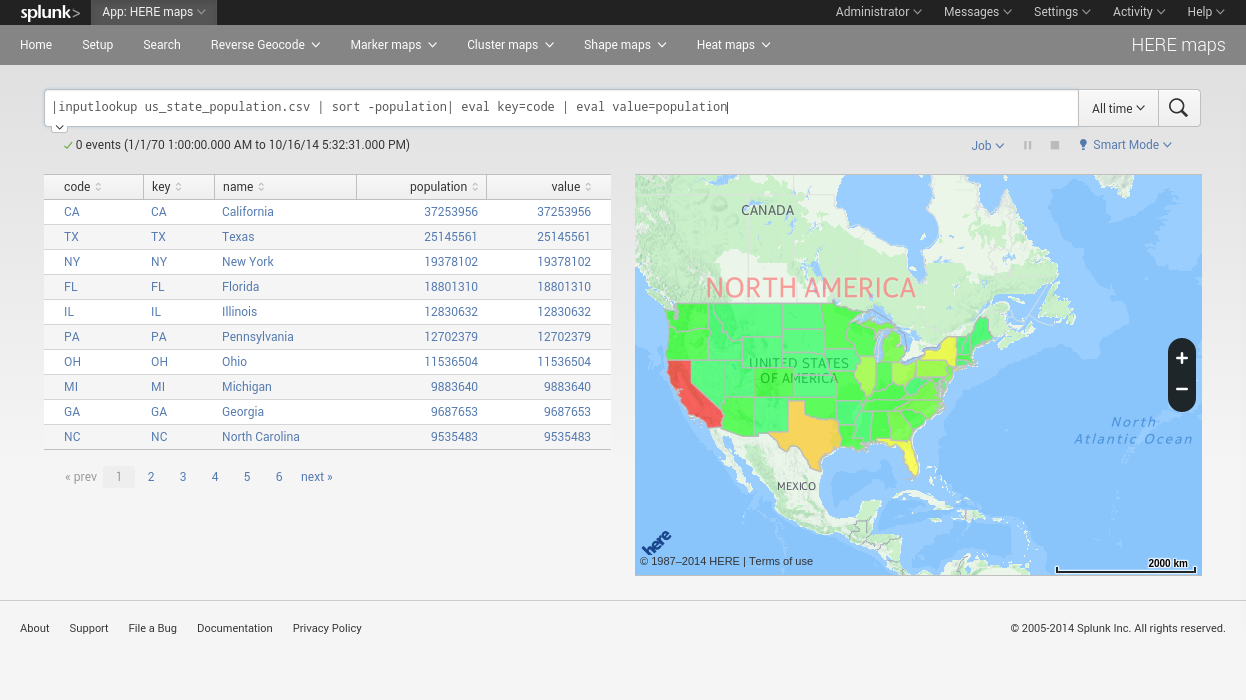 splunk> App: HERE maps Administrator Messages Settings Activity Help
Home Setup Search Reverse Geocode Marker maps Cluster maps Shape maps Heat maps HERE maps
|inputlookup us_state_population.csv | sort -population| eval key=code | eval value=population
All time
0 events (1/1/70 1:00:00.000 AM to 10/16/14 5:32:31.000 PM)
Job Smart Mode
code key name population value
CA CA California 37253956 37253956
TX TX Texas 25145561 25145561
NY NY New York 19378102 19378102
FL FL Florida 18801310 18801310
IL IL Illinois 12830632 12830632
PA PA Pennsylvania 12702379 12702379
OH OH Ohio 11536504 11536504
MI MI Michigan 9883640 9883640
GA GA Georgia 9687653 9687653
NC NC North Carolina 9535483 9535483
« prev 1 2 3 4 5 6 next »
CANADA
NORTH AMERICA
UNITED STATES
OF AMERICA
North
Atlantic Ocean
MEXICO
here
© 1987–2014 HERE | Terms of use
2000 km
About Support File a Bug Documentation Privacy Policy
© 2005-2014 Splunk Inc. All rights reserved.